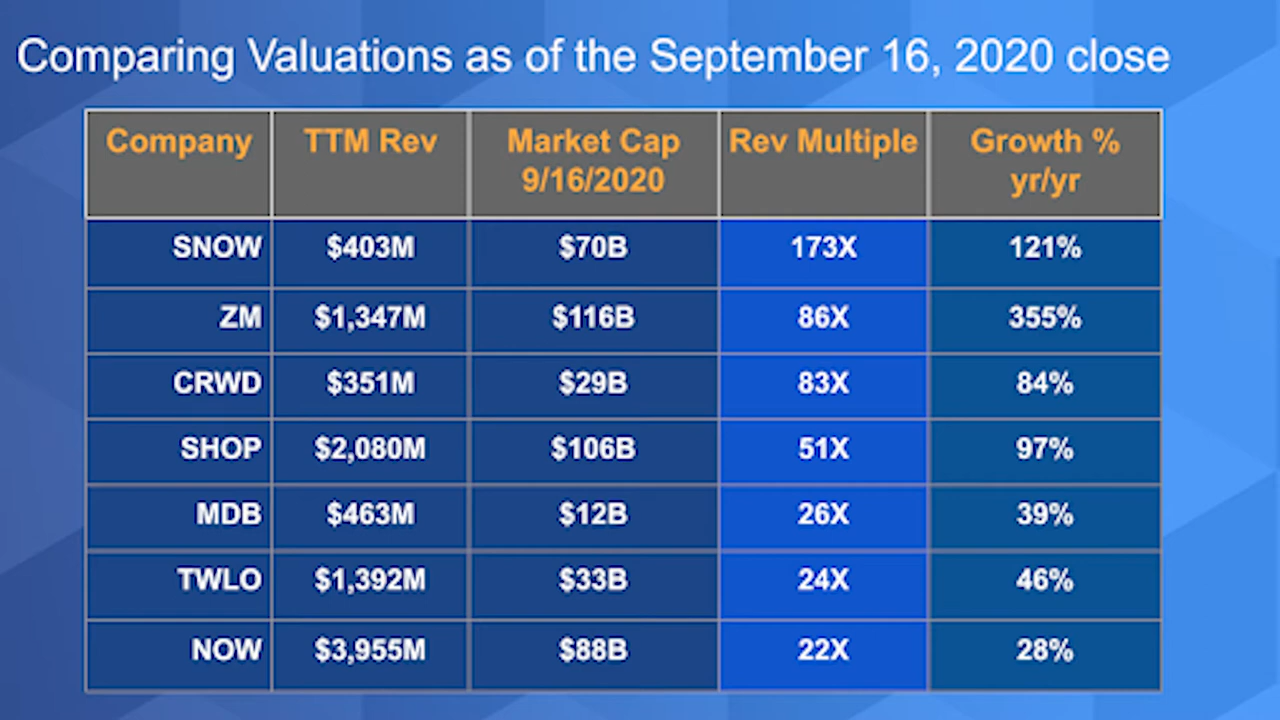 Comparing Valuations as of the September 16, 2020 close
Company TTM Rev Market Cap 9/16/2020 Rev Multiple Growth % yr/yr
SNOW $403M $70B 173X 121%
ZM $1,347M $116B 86X 355%
CRWD $351M $29B 83X 84%
SHOP $2,080M $106B 51X 97%
MDB $463M $12B 26X 39%
TWLO $1,392M $33B 24X 46%
NOW $3,955M $88B 22X 28%